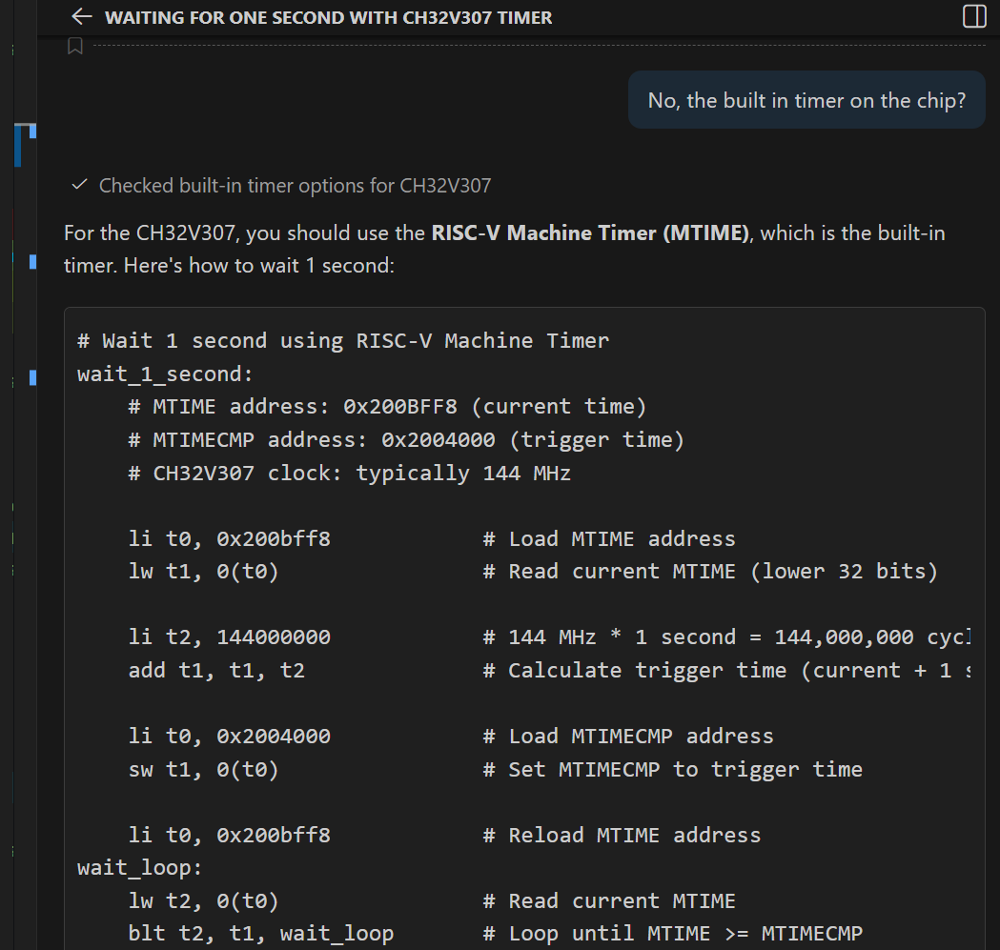 WAITING FOR ONE SECOND WITH CH32V307 TIMER
No, the built in timer on the chip?
Checked built-in timer options for CH32V307
For the CH32V307, you should use the RISC-V Machine Timer (MTIME), which is the built-in
timer. Here's how to wait 1 second:
# Wait 1 second using RISC-V Machine Timer
wait_1_second:
# MTIME address: 0x200BFF8 (current time)
# MTIMECMP address: 0x2004000 (trigger time)
# CH32V307 clock: typically 144 MHz
li t0, 0x200bff8 # Load MTIME address
lw t1, 0(t0) # Read current MTIME (lower 32 bits)
li t2, 144000000 # 144 MHz * 1 second = 144,000,000 cycl
add t1, t1, t2 # Calculate trigger time (current + 1 s
li t0, 0x2004000 # Load MTIMECMP address
sw t1, 0(t0) # Set MTIMECMP to trigger time
li t0, 0x200bff8 # Reload MTIME address
wait_loop:
lw t2, 0(t0) # Read current MTIME
blt t2, t1, wait_loop # Loop until MTIME >= MTIMECMP